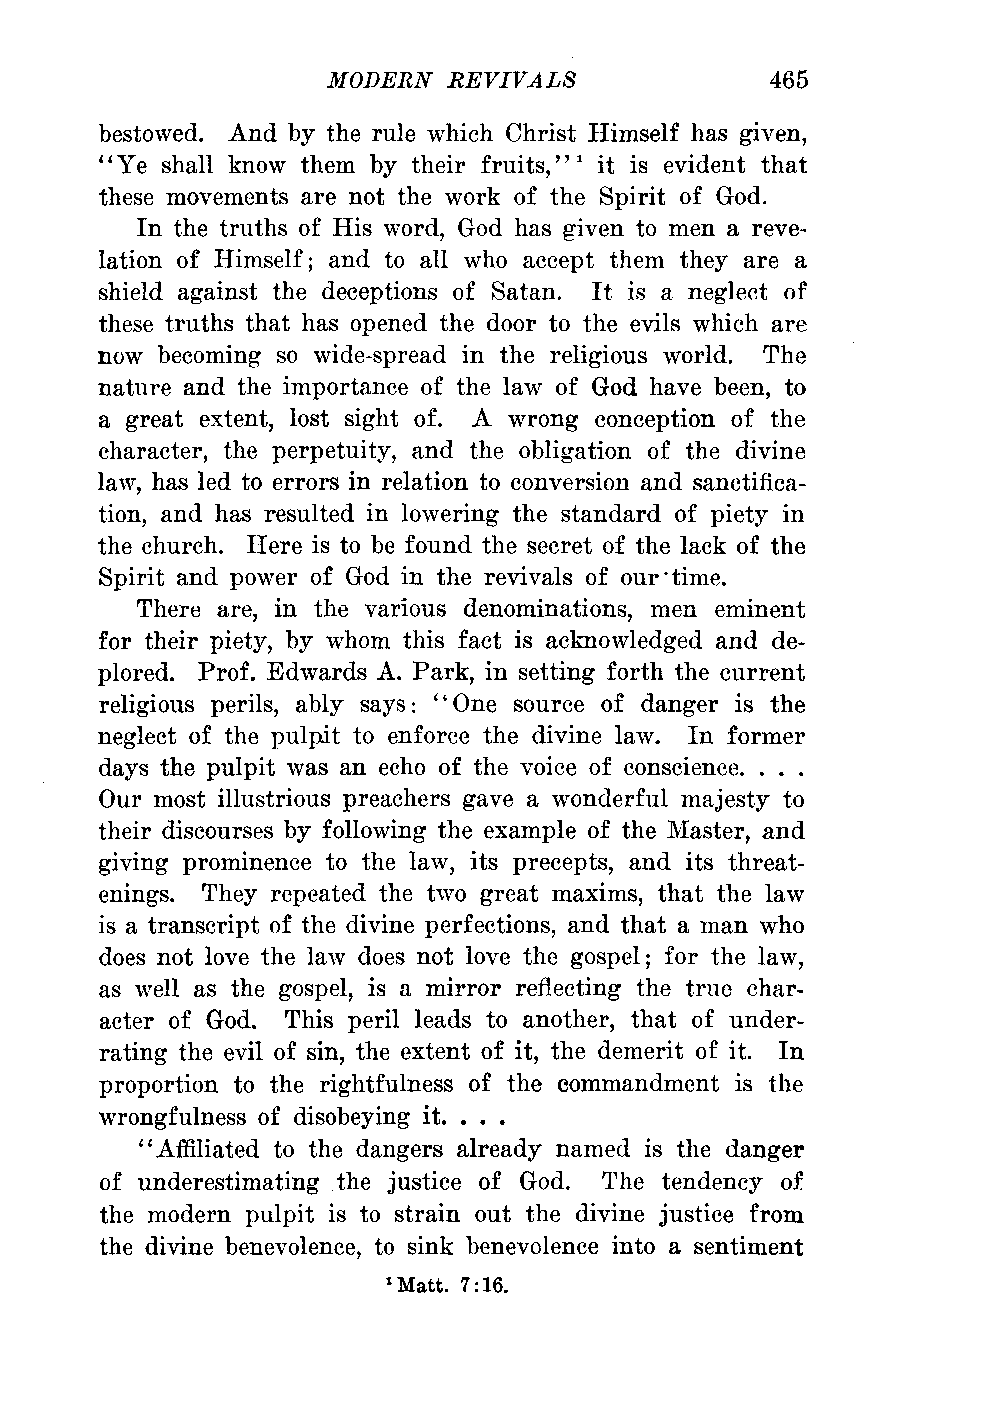 MODERN REVIVALS 465
bestowed. And by the rule which Christ Himself has given,
“Ye shall know them by their fruits,”¹ it is evident that
these movements are not the work of the Spirit of God.
In the truths of His word, God has given to men a reve-
lation of Himself; and to all who accept them they are a
shield against the deceptions of Satan. It is a neglect of
these truths that has opened the door to the evils which are
now becoming so wide-spread in the religious world. The
nature and the importance of the law of God have been, to
a great extent, lost sight of. A wrong conception of the
character, the perpetuity, and the obligation of the divine
law, has led to errors in relation to conversion and sanctifica-
tion, and has resulted in lowering the standard of piety in
the church. Here is to be found the secret of the lack of the
Spirit and power of God in the revivals of our time.
There are, in the various denominations, men eminent
for their piety, by whom this fact is acknowledged and de-
plored. Prof. Edwards A. Park, in setting forth the current
religious perils, ably says: “One source of danger is the
neglect of the pulpit to enforce the divine law. In former
days the pulpit was an echo of the voice of conscience. . . .
Our most illustrious preachers gave a wonderful majesty to
their discourses by following the example of the Master, and
giving prominence to the law, its precepts, and its threat-
enings. They repeated the two great maxims, that the law
is a transcript of the divine perfections, and that a man who
does not love the law does not love the gospel; for the law,
as well as the gospel, is a mirror reflecting the true char-
acter of God. This peril leads to another, that of under-
rating the evil of sin, the extent of it, the demerit of it. In
proportion to the rightfulness of the commandment is the
wrongfulness of disobeying it. . . .
“Affiliated to the dangers already named is the danger
of underestimating the justice of God. The tendency of
the modern pulpit is to strain out the divine justice from
the divine benevolence, to sink benevolence into a sentiment
¹ Matt. 7:16.